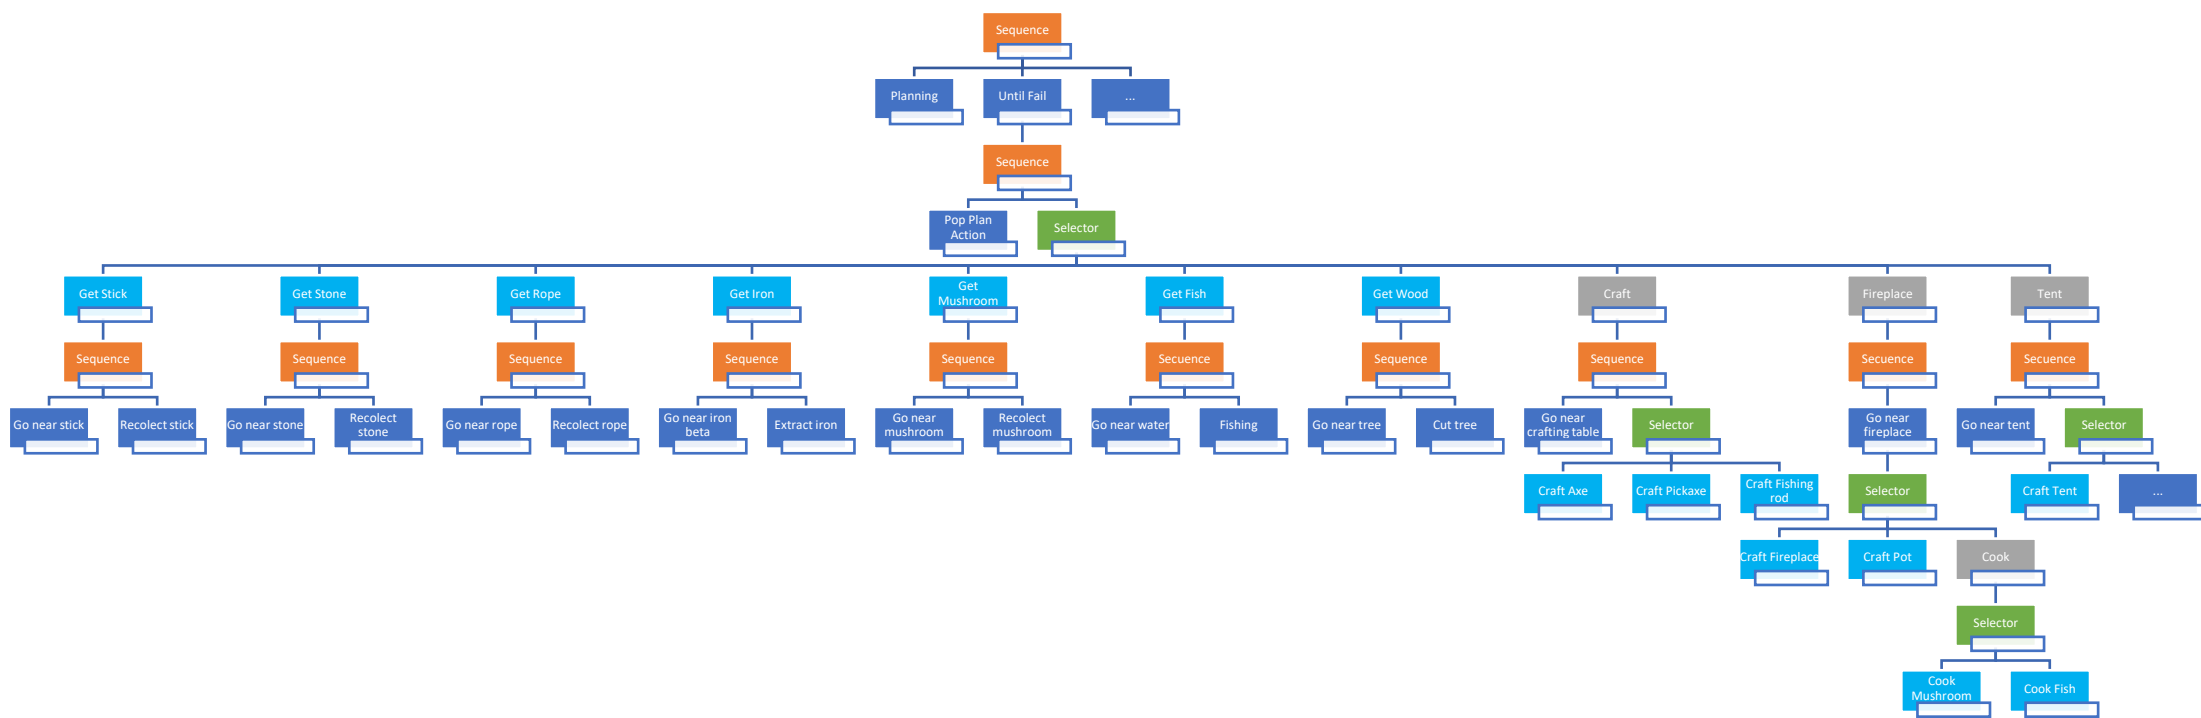 Sequence
Planning
Until Fail
...
Sequence
Pop Plan
Action
Selector
Get Stick
Get Stone
Get Rope
Get Iron
Get
Mushroom
Get Fish
Get Wood
Craft
Fireplace
Tent
Sequence
Sequence
Sequence
Sequence
Sequence
Secuence
Sequence
Sequence
Secuence
Secuence
Go near stick
Recolect stick
Go near stone
Recolect
stone
Go near rope
Recolect rope
Go near iron
beta
Extract iron
Go near
mushroom
Recolect
mushroom
Go near water
Fishing
Go near tree
Cut tree
Go near
crafting table
Selector
Go near
fireplace
Go near tent
Selector
Craft Axe
Craft Pickaxe
Craft Fishing
rod
Selector
Craft Tent
...
Craft Fireplace
Craft Pot
Cook
Selector
Cook
Mushroom
Cook Fish